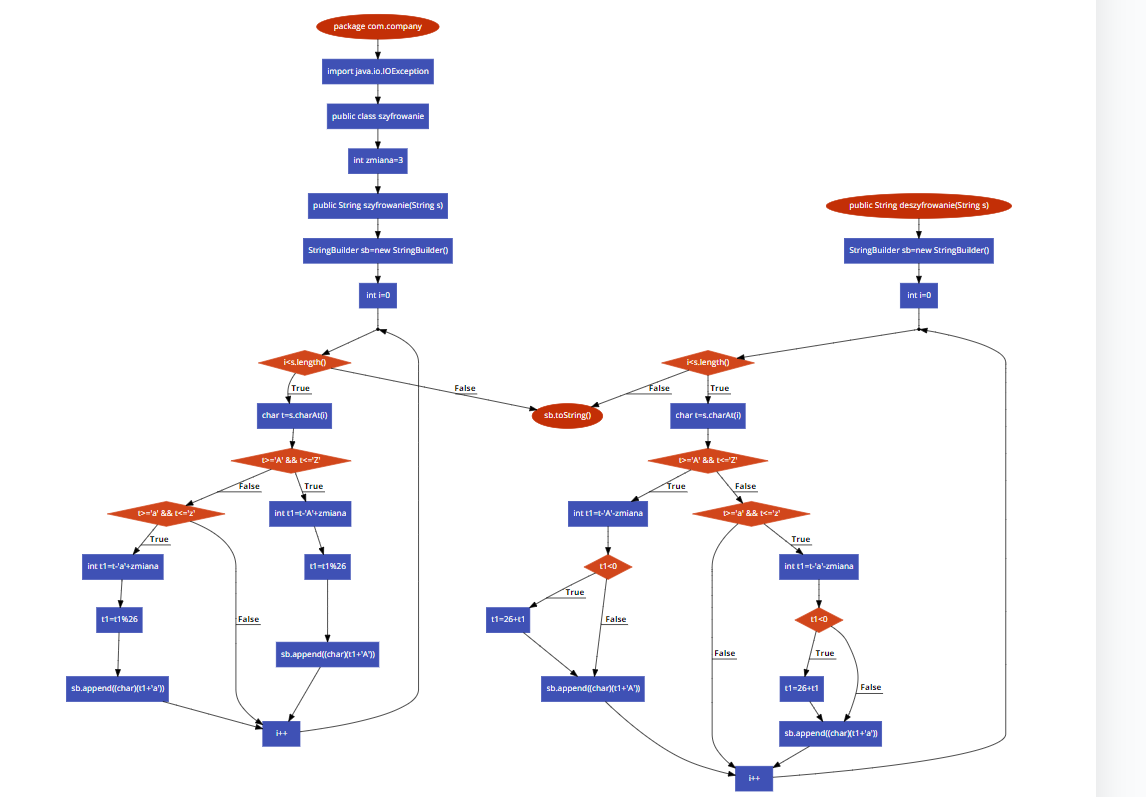 package com.company
import java.io.IOException
public class szyfrowanie
int zmiana=3
public String szyfrowanie(String s)
StringBuilder sb=new StringBuilder()
int i=0
i<s.length()
True
False
char t=s.charAt(i)
t>='A' && t<='Z'
False
True
t>='a' && t<='z'
int t1=t-'A'+zmiana
True
int t1=t-'a'+zmiana
t1=t1%26
t1=t1%26
False
sb.append((char)(t1+'A'))
sb.append((char)(t1+'a'))
i++
sb.toString()
public String deszyfrowanie(String s)
StringBuilder sb=new StringBuilder()
int i=0
i<s.length()
False
True
char t=s.charAt(i)
t>='A' && t<='Z'
True
False
int t1=t-'A'-zmiana
t>='a' && t<='z'
True
t1<0
int t1=t-'a'-zmiana
True
t1=26+t1
False
t1<0
False
True
sb.append((char)(t1+'A'))
t1=26+t1
False
sb.append((char)(t1+'a'))
i++